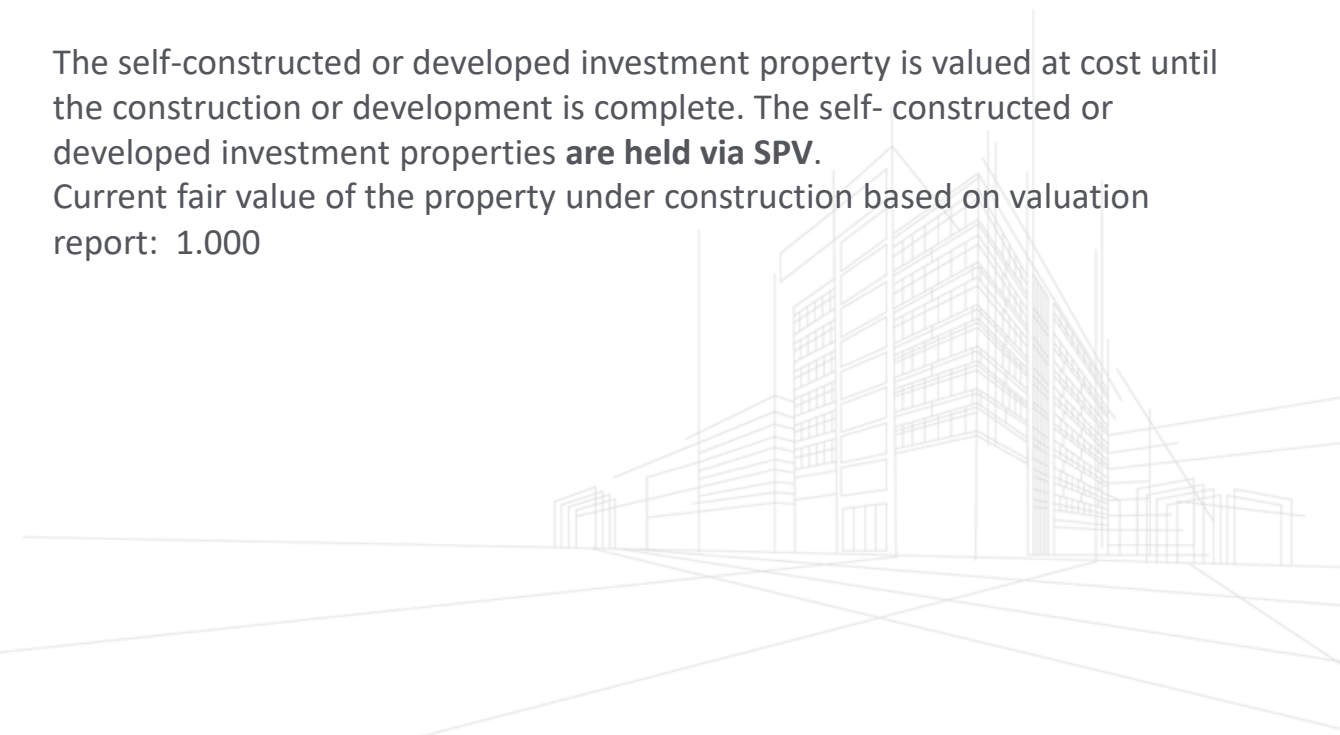 The self-constructed or developed investment property is valued at cost until
the construction or development is complete. The self- constructed or
developed investment properties are held via SPV.
Current fair value of the property under construction based on valuation
report:  1.000